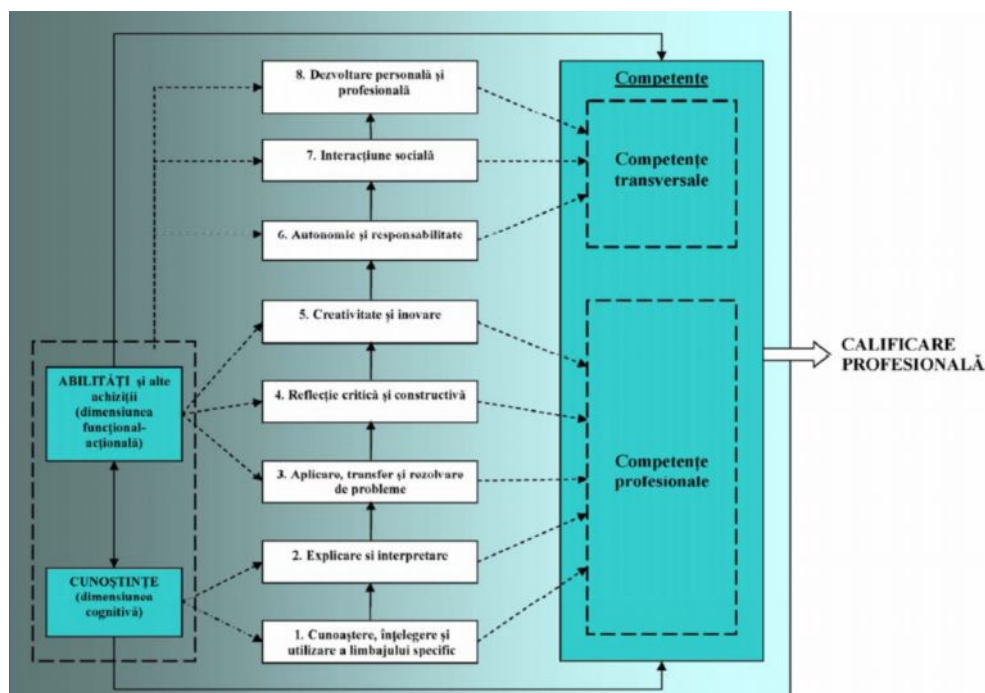 8. Dezvoltare personală și
profesională
7. Interacțiune socială
6. Autonomie și responsabilitate
5. Creativitate și inovare
4. Reflecție critică și constructivă
3. Aplicare, transfer și rezolvare
de probleme
2. Explicare si interpretare
1. Cunoaștere, înțelegere și
utilizare a limbajului specific
ABILITĂȚI și alte
achiziții
(dimensiunea
funcțional-
acțională)
CUNOȘTINȚE
(dimensiunea
cognitivă)
Competențe
Competențe
transversale
Competențe
profesionale
CALIFICARE
PROFESIONALĂ